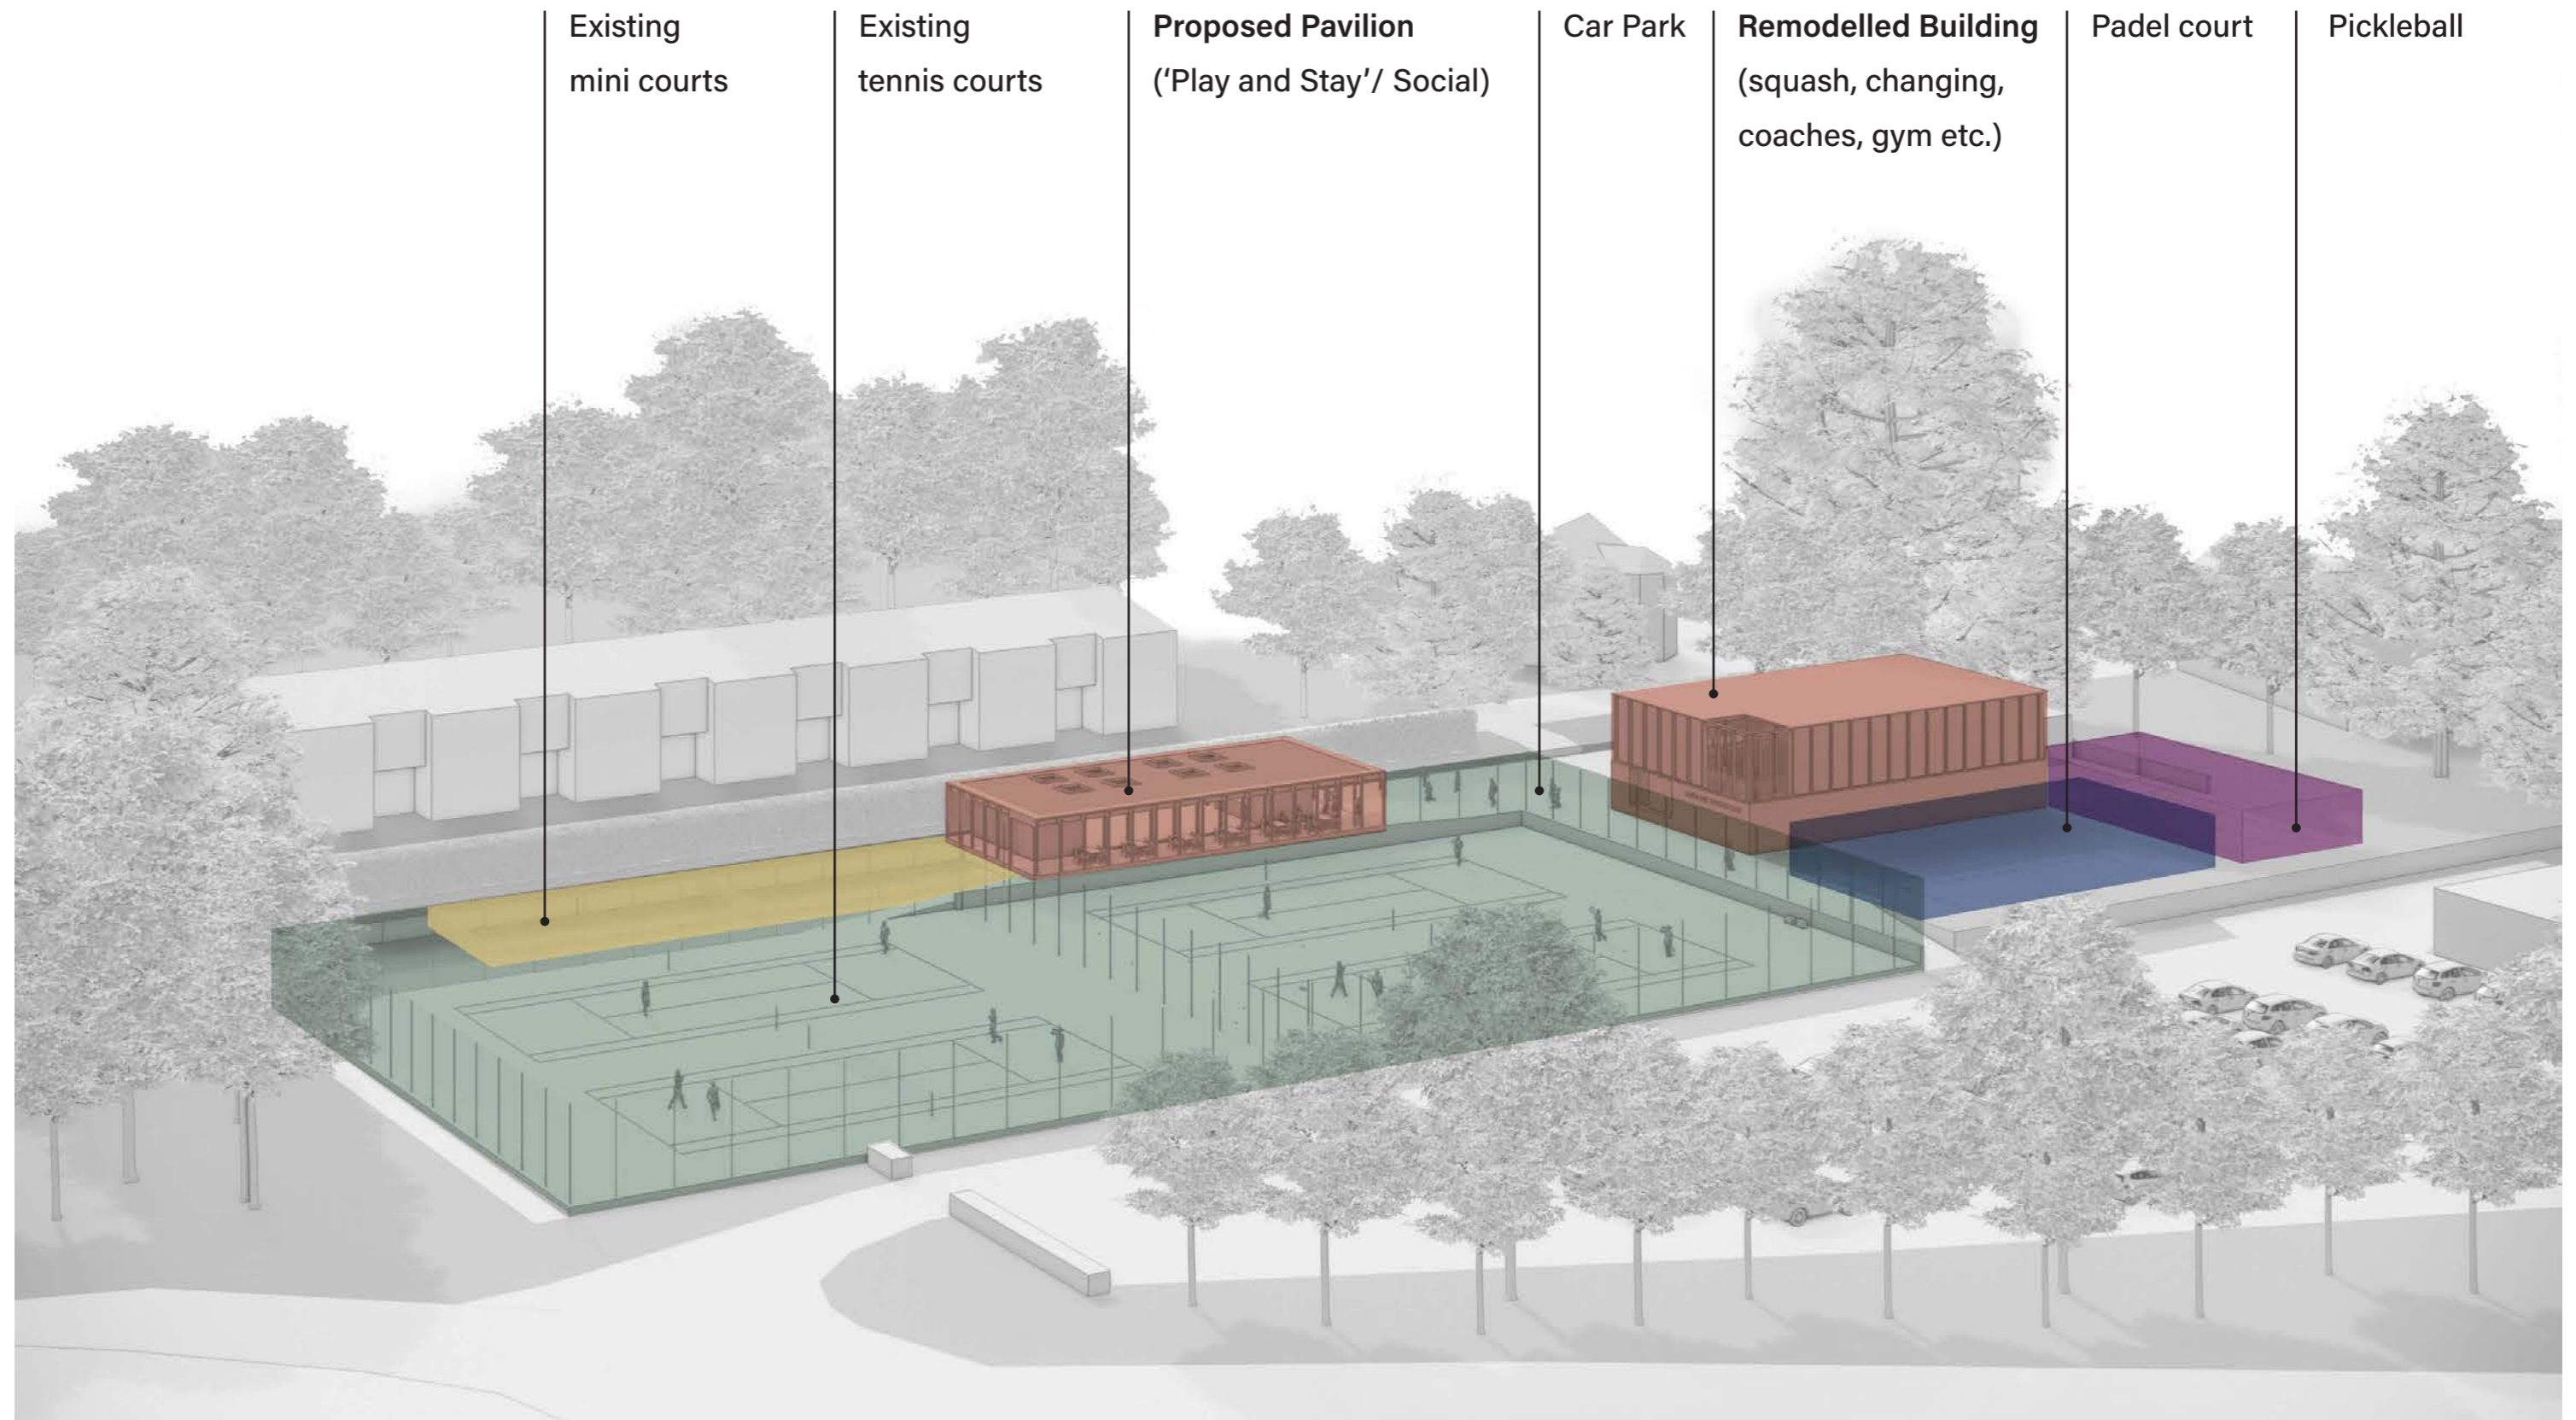 Existing
mini courts
Existing
tennis courts
Proposed Pavilion
(‘Play and Stay’/ Social)
Car Park
Remodelled Building
(squash, changing,
coaches, gym etc.)
Padel court
Pickleball